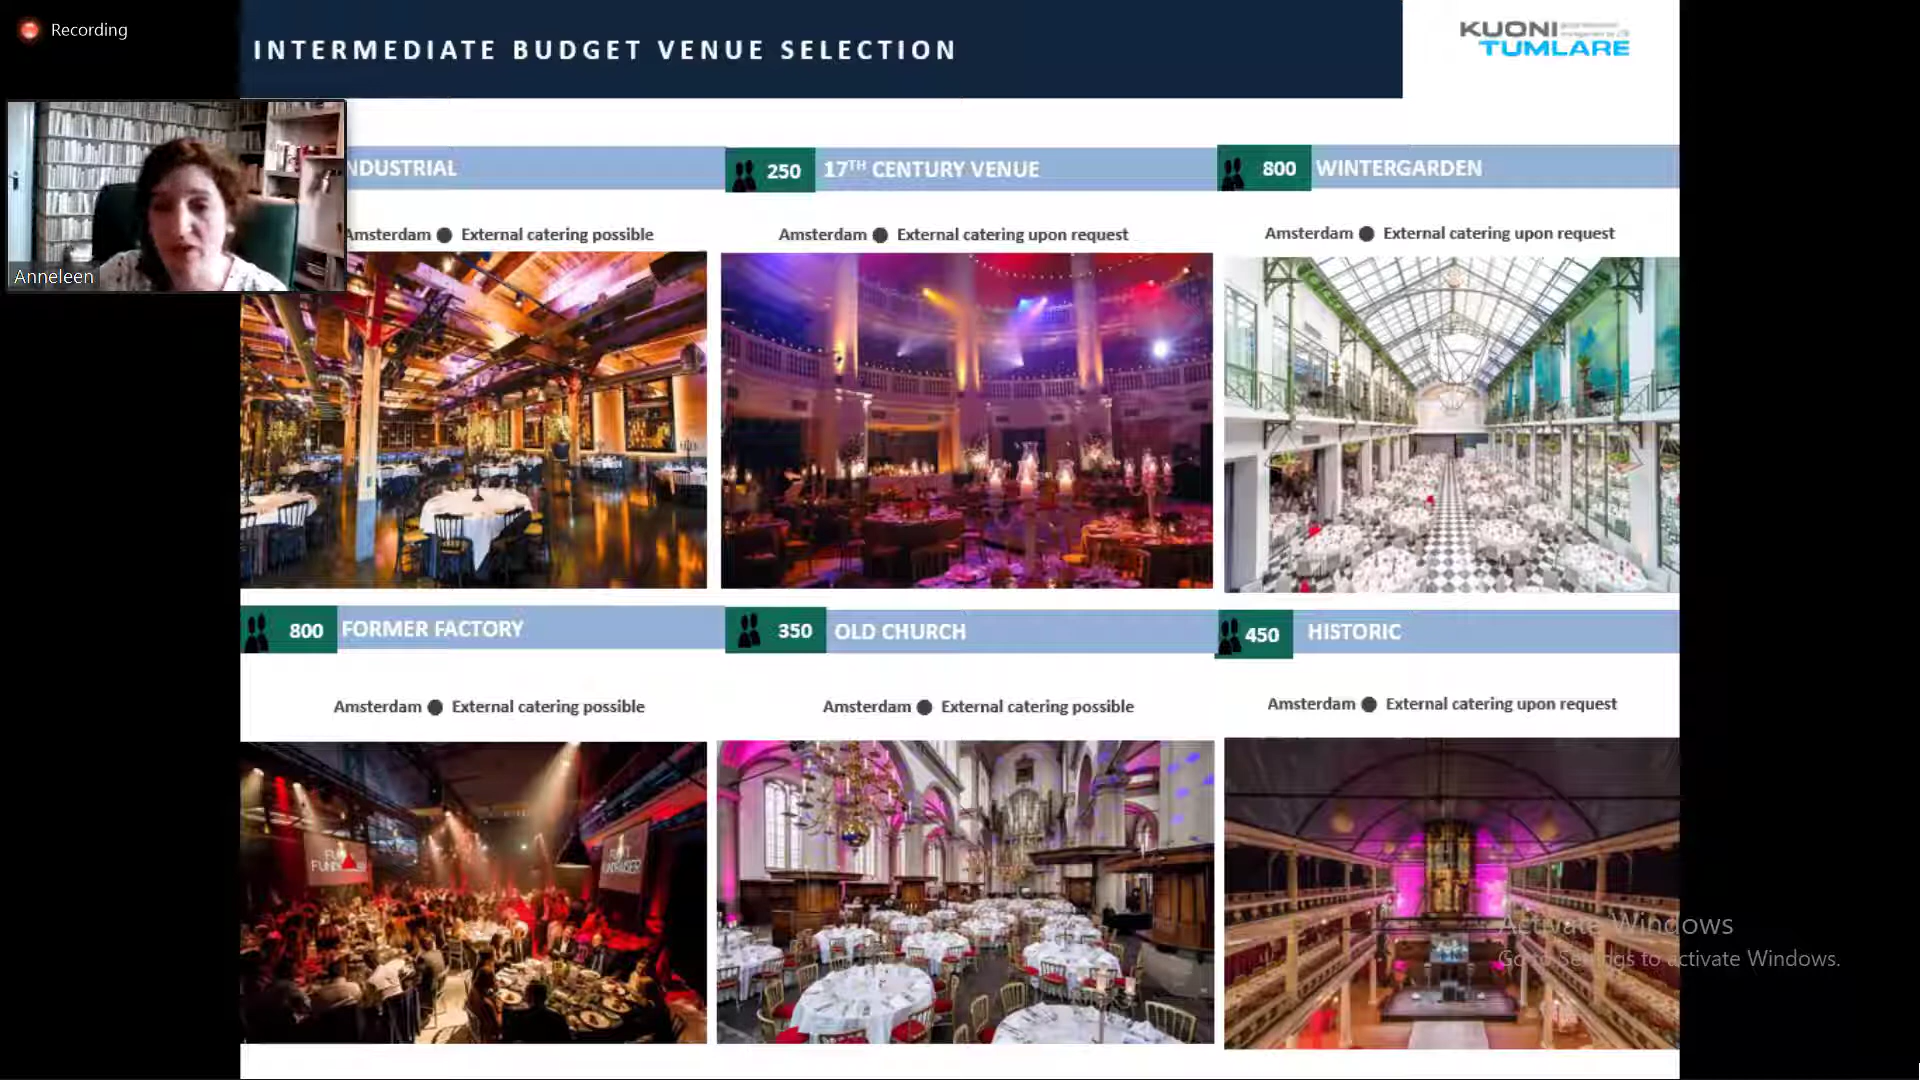 Recording
INTERMEDIATE BUDGET VENUE SELECTION
KUONI
TUMLARE
Anneleen
NDUSTRIAL
250 17TH CENTURY VENUE
800 WINTERGARDEN
Amsterdam ● External catering possible
Amsterdam ● External catering upon request
Amsterdam ● External catering upon request
800 FORMER FACTORY
350 OLD CHURCH
450 HISTORIC
Amsterdam ● External catering possible
Amsterdam ● External catering possible
Amsterdam ● External catering upon request
Activate Windows
Go to Settings to activate Windows.